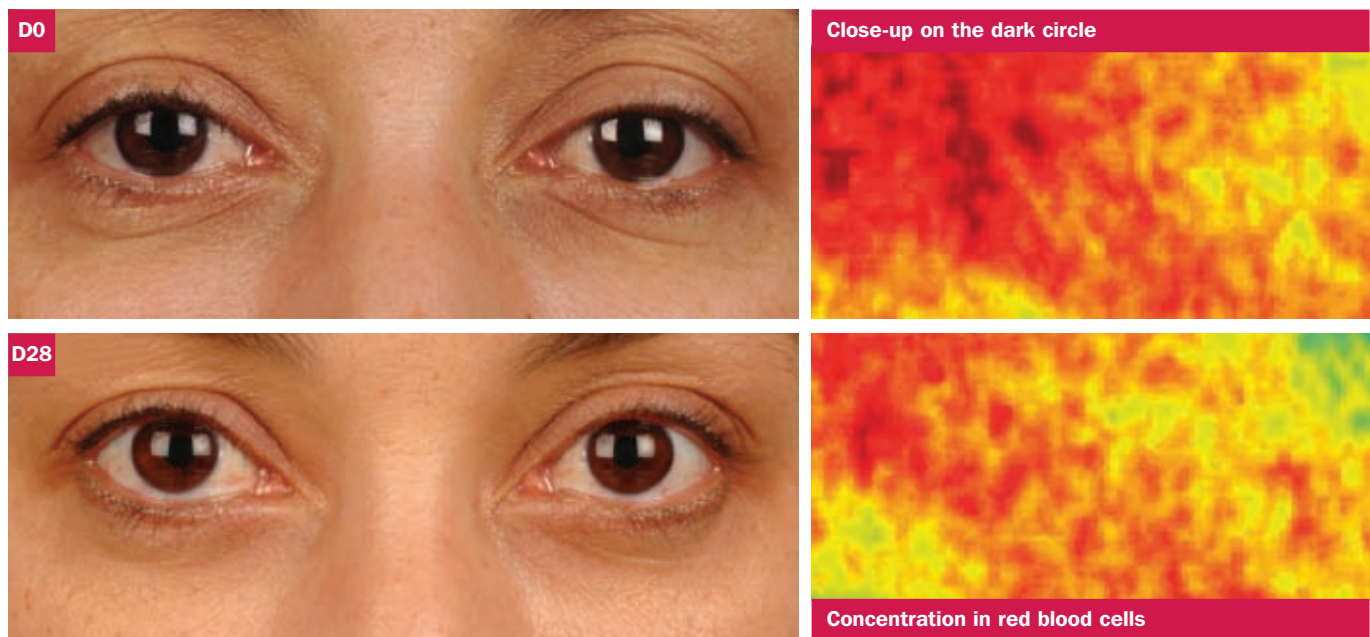 D0
Close-up on the dark circle
D28
Concentration in red blood cells